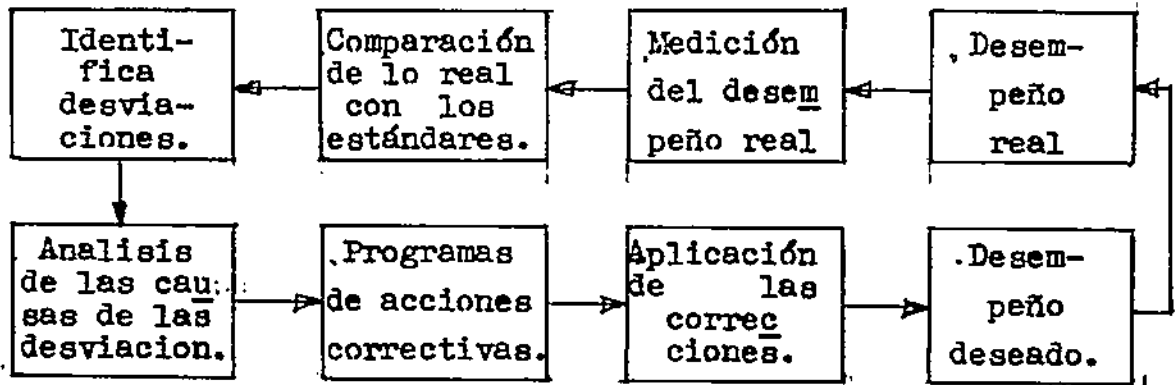 Identi-
fica
desvia-
ciones.
Comparación
de lo real
con los
estándares.
Medición
del desem
peño real
Desem-
peño
real
Analisis
de las cau
sas de las
desviacion.
Programas
de acciones
correctivas.
Aplicación
de las
correc
ciones.
Desem-
peño
deseado.